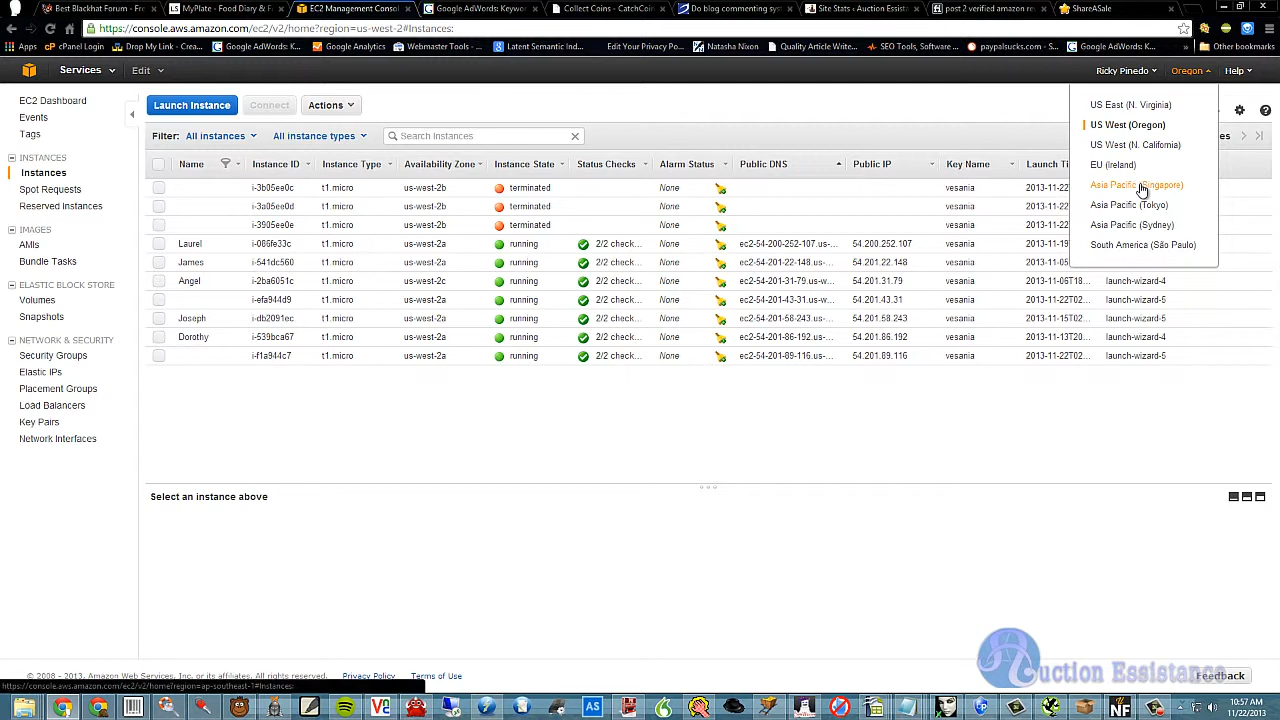 Best Blackhat Forum - Fr
MyPlate - Food Diary & F
EC2 Management Conso
Google AdWords Keywor
Collect Coins - CatchCoin
Do blog commenting sy
Site Stats - Auction Essist
post 2 verified amazon re
ShareASale
https://console.aws.amazon.com/ec2/v2/home?region=us-west-2#Instances:
Apps
cPanel Login
Drop My Link - Creac...
Google AdWords: K...
Google Analytics
Webmaster Tools - ...
Latent Semantic Ind...
Edit Your Privacy Po...
Natasha Nixon
Quality Article Write...
SEO Tools, Software ...
paypalsucks.com - S...
Google AdWords: K...
»
Other bookmarks
Services
Edit
Ricky Pinedo
Oregon
Help
EC2 Dashboard
Events
Tags
INSTANCES
Instances
Spot Requests
Reserved Instances
IMAGES
AMIs
Bundle Tasks
ELASTIC BLOCK STORE
Volumes
Snapshots
NETWORK & SECURITY
Security Groups
Elastic IPs
Placement Groups
Load Balancers
Key Pairs
Network Interfaces
Launch Instance
Connect
Actions
Filter: All instances All instance types Search Instances
US East (N. Virginia)
US West (Oregon)
US West (N. California)
EU (Ireland)
Asia Pacific (Singapore)
Asia Pacific (Tokyo)
Asia Pacific (Sydney)
South America (São Paulo)
Name Instance ID Instance Type Availability Zone Instance State Status Checks Alarm Status Public DNS Public IP Key Name Launch Ti
i-3b05ee0c t1.micro us-west-2b terminated vesania 2013-11-22
i-3a05ee0d t1.micro us-west-2b terminated vesania 2013-11-22
i-3905ee0e t1.micro us-west-2b terminated vesania 2013-11-22
Laurel i-086fe33c t1.micro us-west-2c running 2/2 check... None ec2-54-200-252-107.us-... 54.200.252.107 vesania 2013-11-19
James i-541dc560 t1.micro us-west-2a running 2/2 check... None ec2-54-201-22-148.us-... 54.201.22.148 vesania 2013-11-05
Angel i-2ba6051c t1.micro us-west-2a running 2/2 check... None ec2-54-201-31-79.us-w... 54.201.31.79 vesania 2013-11-06T18... launch-wizard-4
i-efa944d9 t1.micro us-west-2a running 2/2 check... None ec2-54-201-43-31.us-w... 54.201.43.31 vesania 2013-11-22T02... launch-wizard-5
Joseph i-db2091ec t1.micro us-west-2a running 2/2 check... None ec2-54-201-58-243.us-... 54.201.58.243 vesania 2013-11-15T02... launch-wizard-5
Dorothy i-539bca67 t1.micro us-west-2a running 2/2 check... None ec2-54-201-86-192.us-... 54.201.86.192 vesania 2013-11-13T20... launch-wizard-4
i-f1a944c7 t1.micro us-west-2a running 2/2 check... None ec2-54-201-89-116.us-... 54.201.89.116 vesania 2013-11-22T02... launch-wizard-5
Select an instance above
© 2008 - 2013, Amazon Web Services, Inc. or its affiliates. All rights reserved. Privacy Policy Terms of Use
Feedback
https://console.aws.amazon.com/ec2/v2/home?region=ap-southeast-1#Instances:
Auction Essistance
10:57 AM
11/22/2013